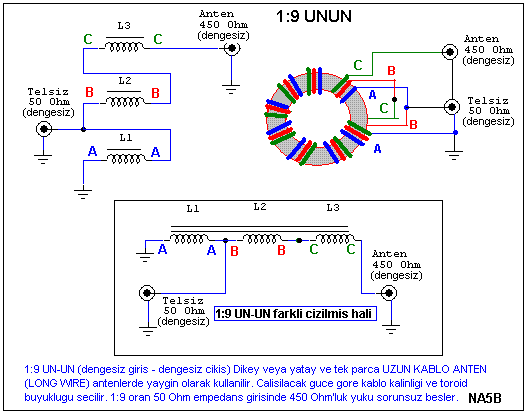 1:9 UNUN
L3
C
C
Anten
450 Ohm
(dengesiz)
L2
B
B
Telsiz
50 Ohm
(dengesiz)
L1
A
A
Anten
450 Ohm
(dengesiz)
C
B
A
Telsiz
50 Ohm
(dengesiz)
C
B
A
L1
L2
L3
A
A
B
B
C
C
Anten
450 Ohm
(dengesiz)
Telsiz
50 Ohm
(dengesiz)
1:9 UN-UN farkli cizilmis hali
1:9 UN-UN (dengesiz giris - dengesiz cikis) Dikey veya yatay ve tek parca UZUN KABLO ANTEN
(LONG WIRE) antenlerde yaygin olarak kullanilir. Calisilacak guce gore kablo kalinligi ve toroid
buyuklugu secilir. 1:9 oran 50 Ohm empedans girisinde 450 Ohm'luk yuku sorunsuz besler.
NA5B